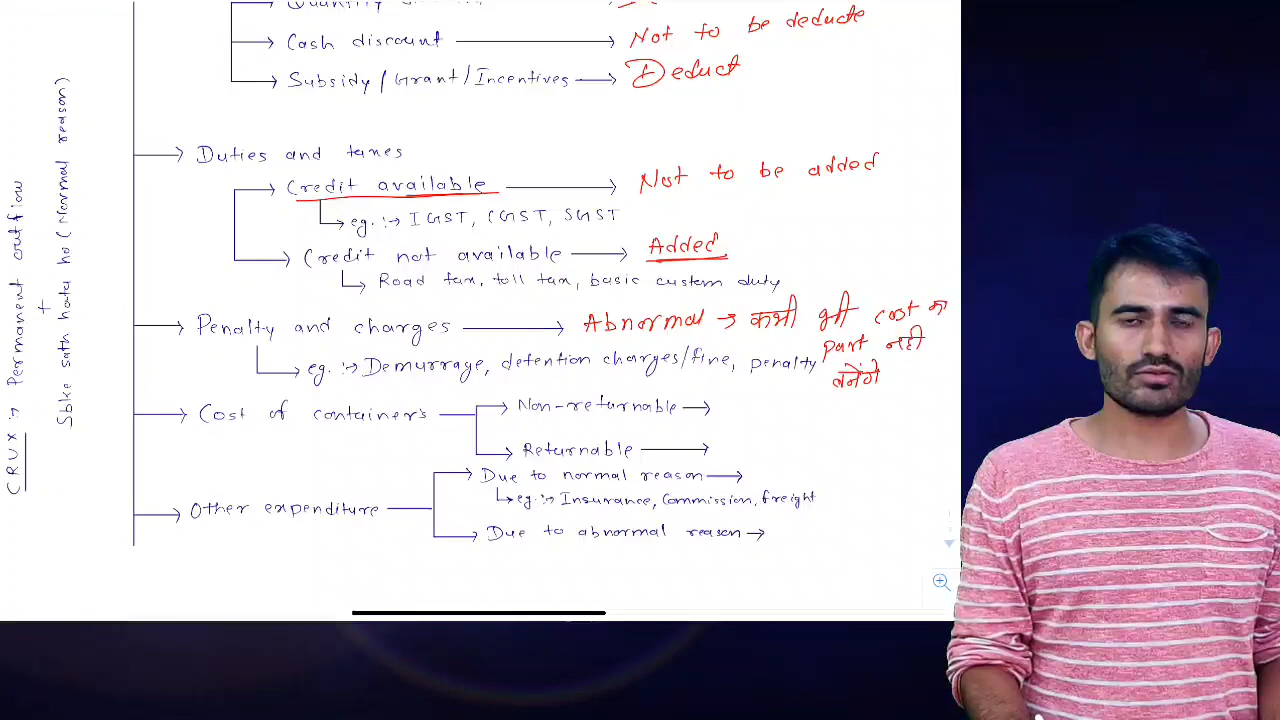 Cash discount → Not to be deducte
Subsidy/Grant/Incentives → Deduct
Duties and taxes
Credit available → Not to be added
eg. :→ IGST, CGST, SGST
Credit not available → Added
Road tax, toll tax, basic custom duty
Penalty and charges → Abnormal → कभी भी cost का
part नही
बनेंगे
eg. :→ Demurrage, detention charges/fine, penalty
Cost of containers
Non-returnable →
Returnable →
Other expenditure
Due to normal reason →
eg. :→ Insurance, Commission, freight
Due to abnormal reason →
CRUX :→ Permanent outflow
+
Sbke sath hota ho (Normal reason)